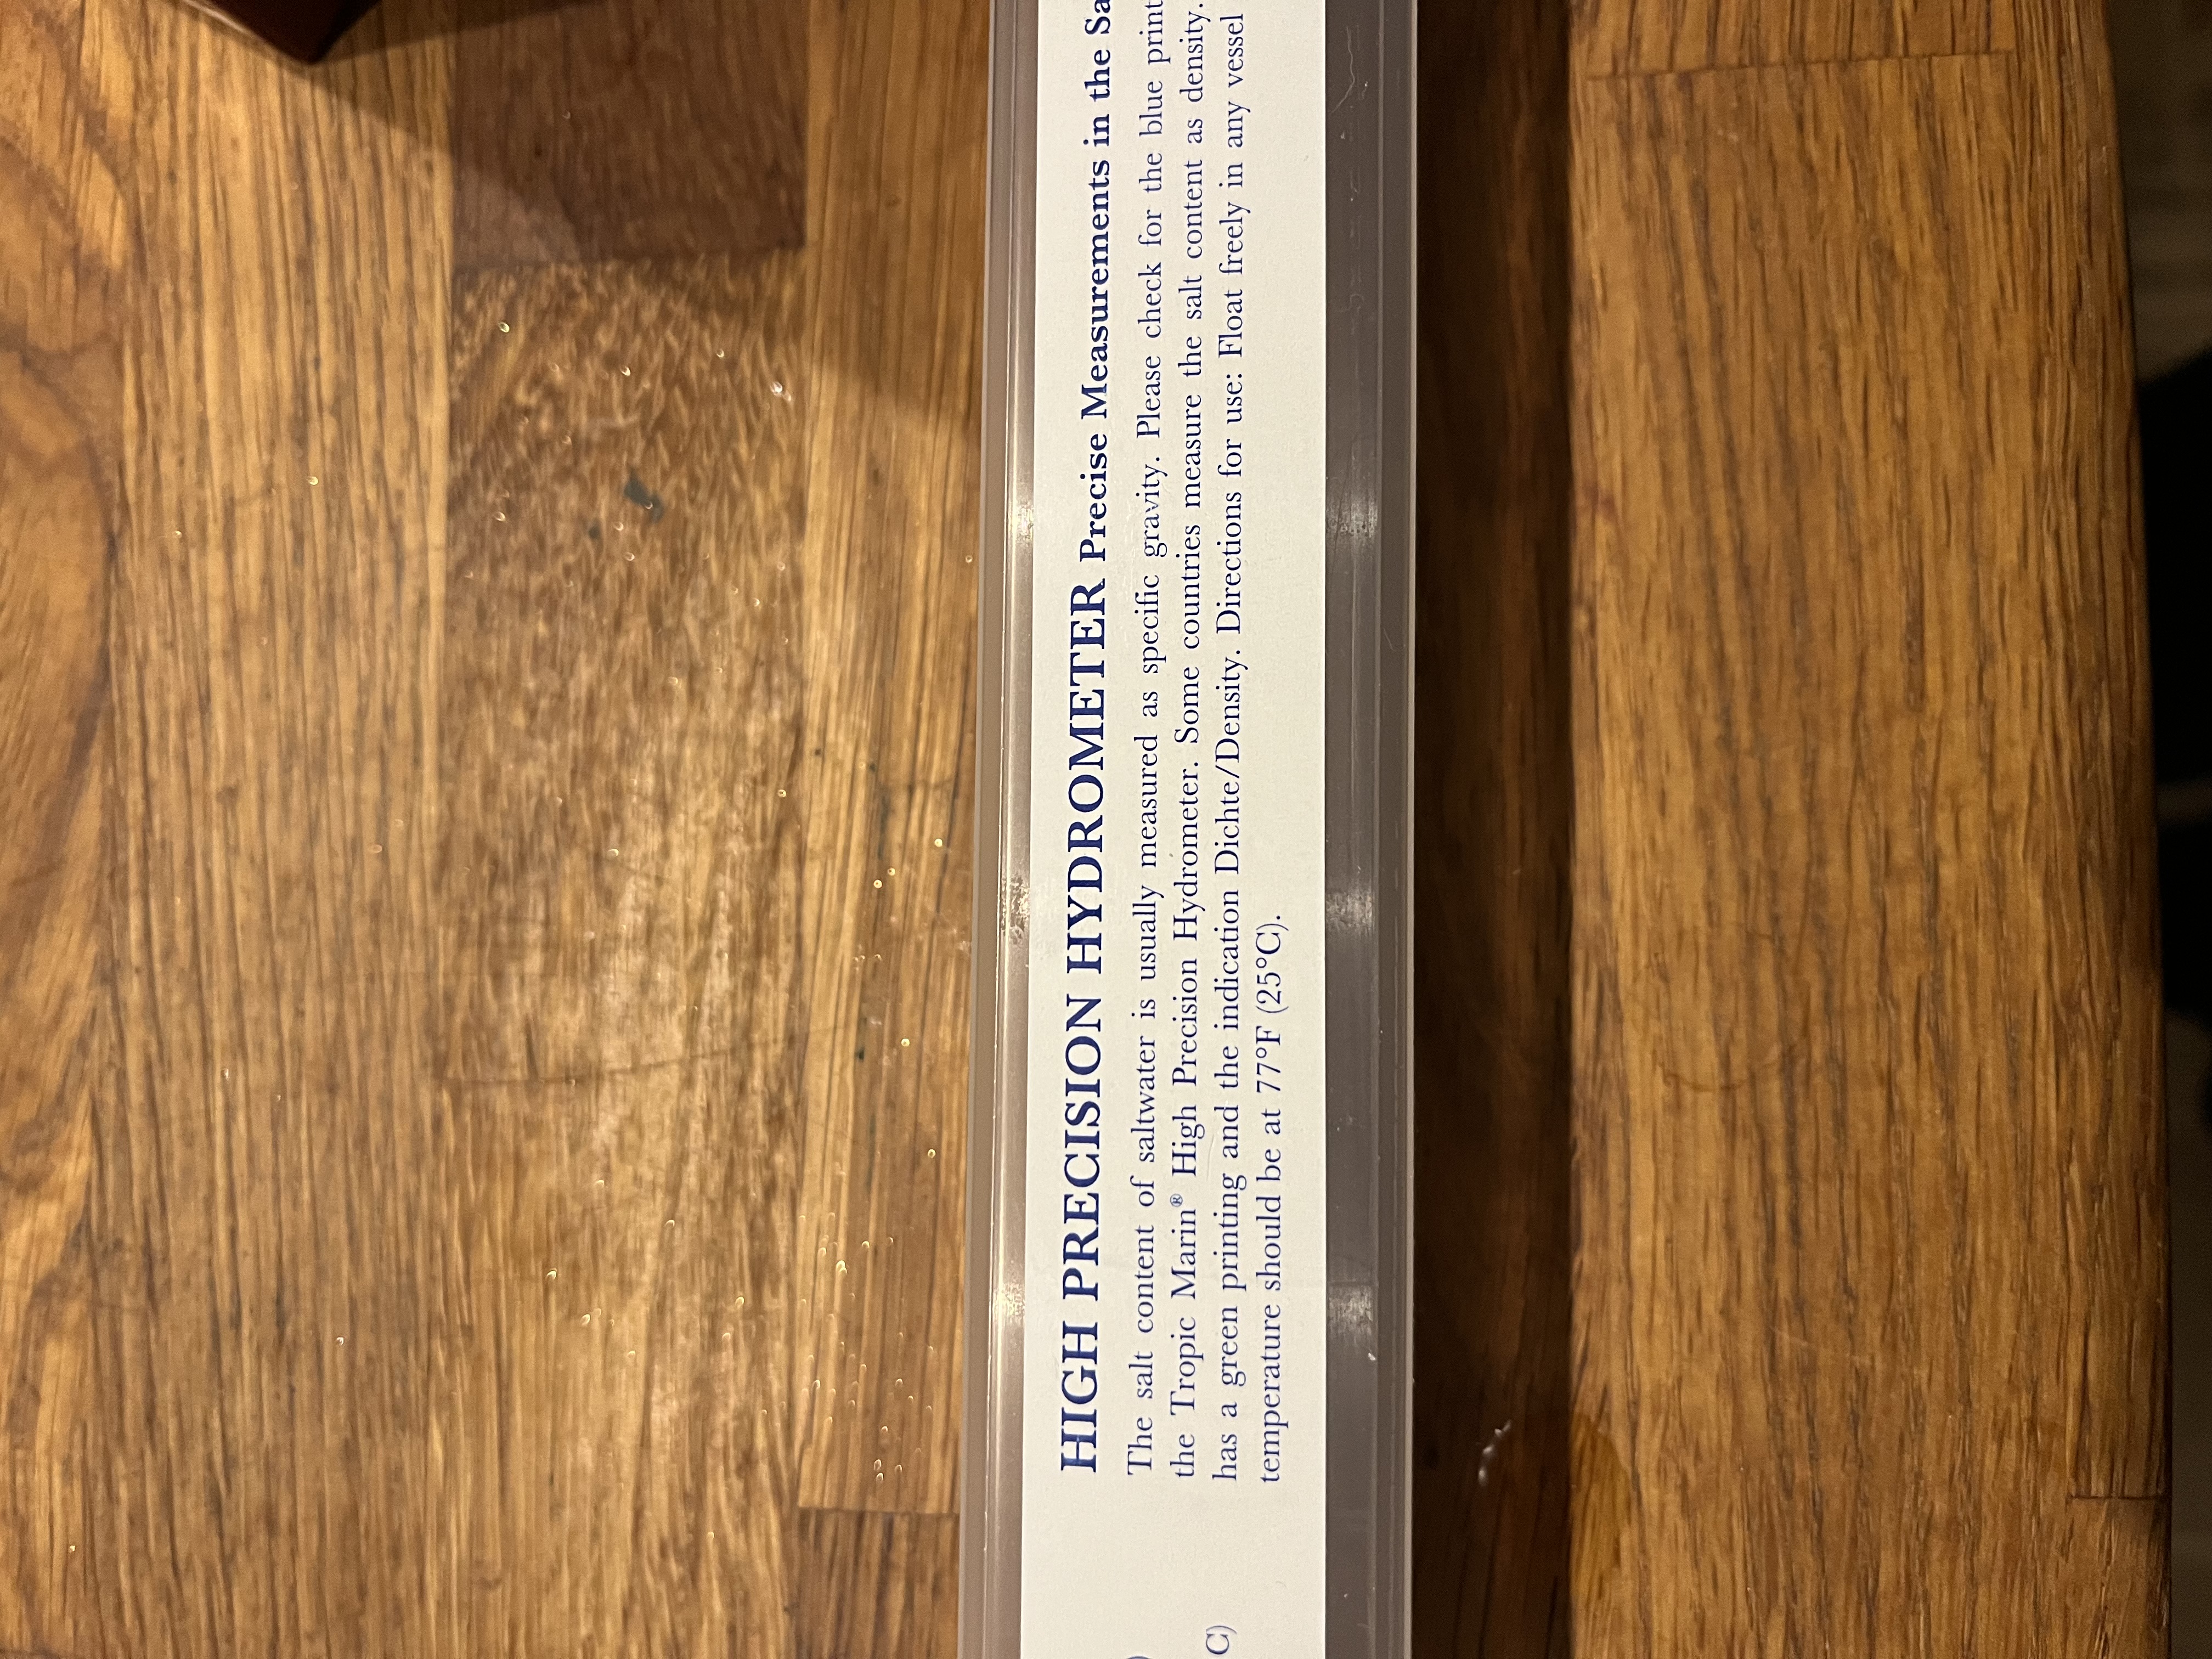 HIGH PRECISION HYDROMETER Precise Measurements in the Sa
The salt content of saltwater is usually measured as specific gravity. Please check for the blue print
the Tropic Marin® High Precision Hydrometer. Some countries measure the salt content as density.
has a green printing and the indication Dichte/Density. Directions for use: Float freely in any vessel
temperature should be at 77°F (25°C).
C)